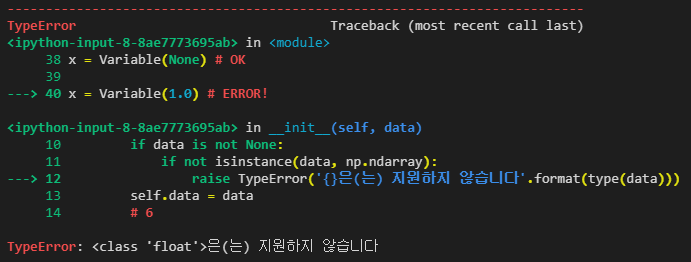 ---------------------------------------------------------------------------
TypeError                                 Traceback (most recent call last)
<ipython-input-8-8ae7773695ab> in <module>
     38 x = Variable(None) # OK
     39
---> 40 x = Variable(1.0) # ERROR!

<ipython-input-8-8ae7773695ab> in __init__(self, data)
     10         if data is not None:
     11             if not isinstance(data, np.ndarray):
---> 12                 raise TypeError('{}은(는) 지원하지 않습니다'.format(type(data)))
     13         self.data = data
     14         # 6

TypeError: <class 'float'>은(는) 지원하지 않습니다